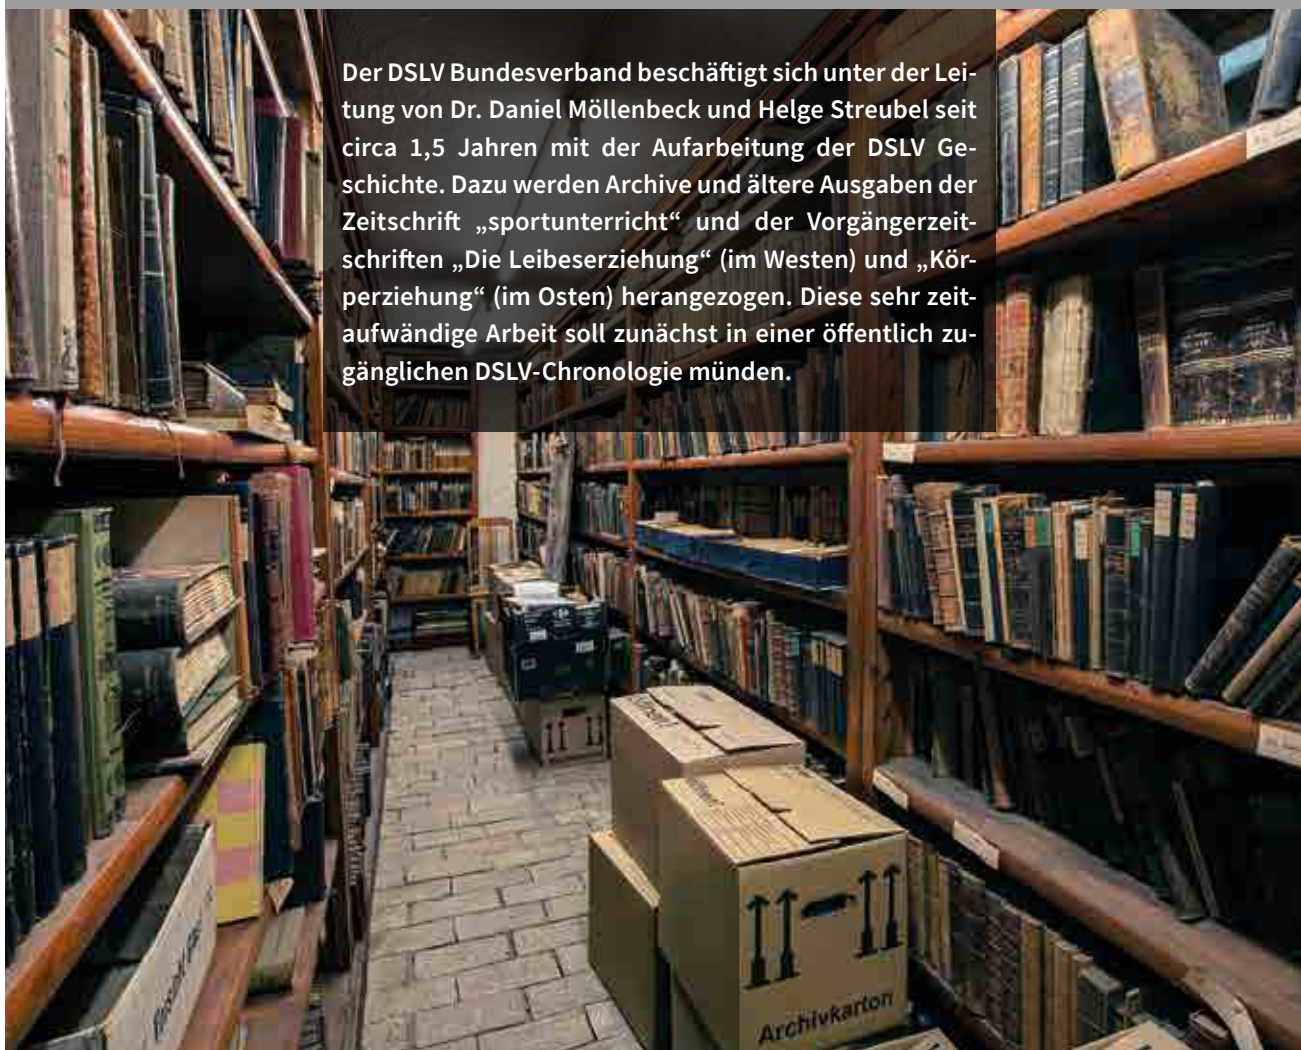 Der DSLV Bundesverband beschäftigt sich unter der Lei-
tung von Dr. Daniel Möllenbeck und Helge Streubel seit
circa 1,5 Jahren mit der Aufarbeitung der DSLV Ge-
schichte. Dazu werden Archive und ältere Ausgaben der
Zeitschrift „sportunterricht“ und der Vorgängerzeit-
schriften „Die Leibeserziehung“ (im Westen) und „Kör-
perziehung“ (im Osten) herangezogen. Diese sehr zeit-
aufwändige Arbeit soll zunächst in einer öffentlich zu-
gänglichen DSLV-Chronologie münden.
Archivkarton